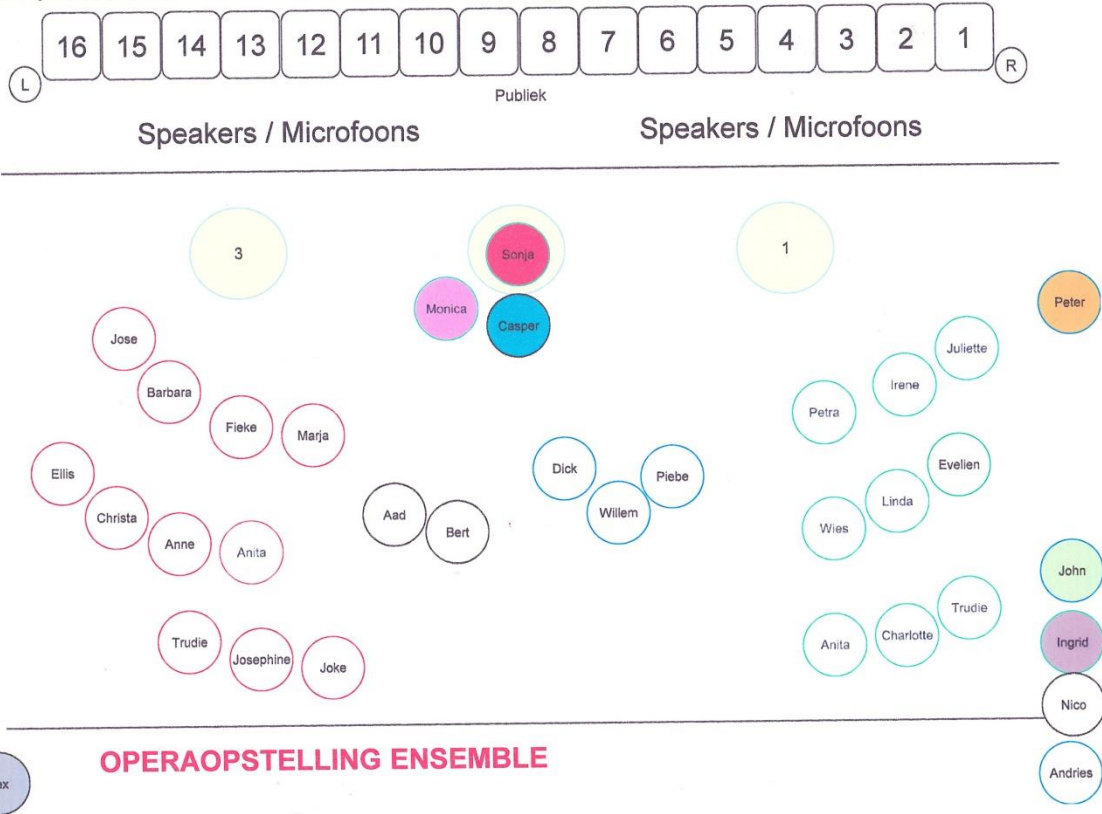 16 15 14 13 12 11 10 9 8 7 6 5 4 3 2 1
L
R
Publiek
Speakers / Microfoons
Speakers / Microfoons
3
Sonja
1
Monica
Casper
Peter
Jose
Barbara
Fieke
Marja
Juliette
Irene
Petra
Ellis
Christa
Anne
Anita
Aad
Bert
Dick
Willem
Piebe
Evelien
Linda
Wies
John
Trudie
Josephine
Joke
Trudie
Charlotte
Anita
Ingrid
Nico
Andries
OPERAOPSTELLING ENSEMBLE